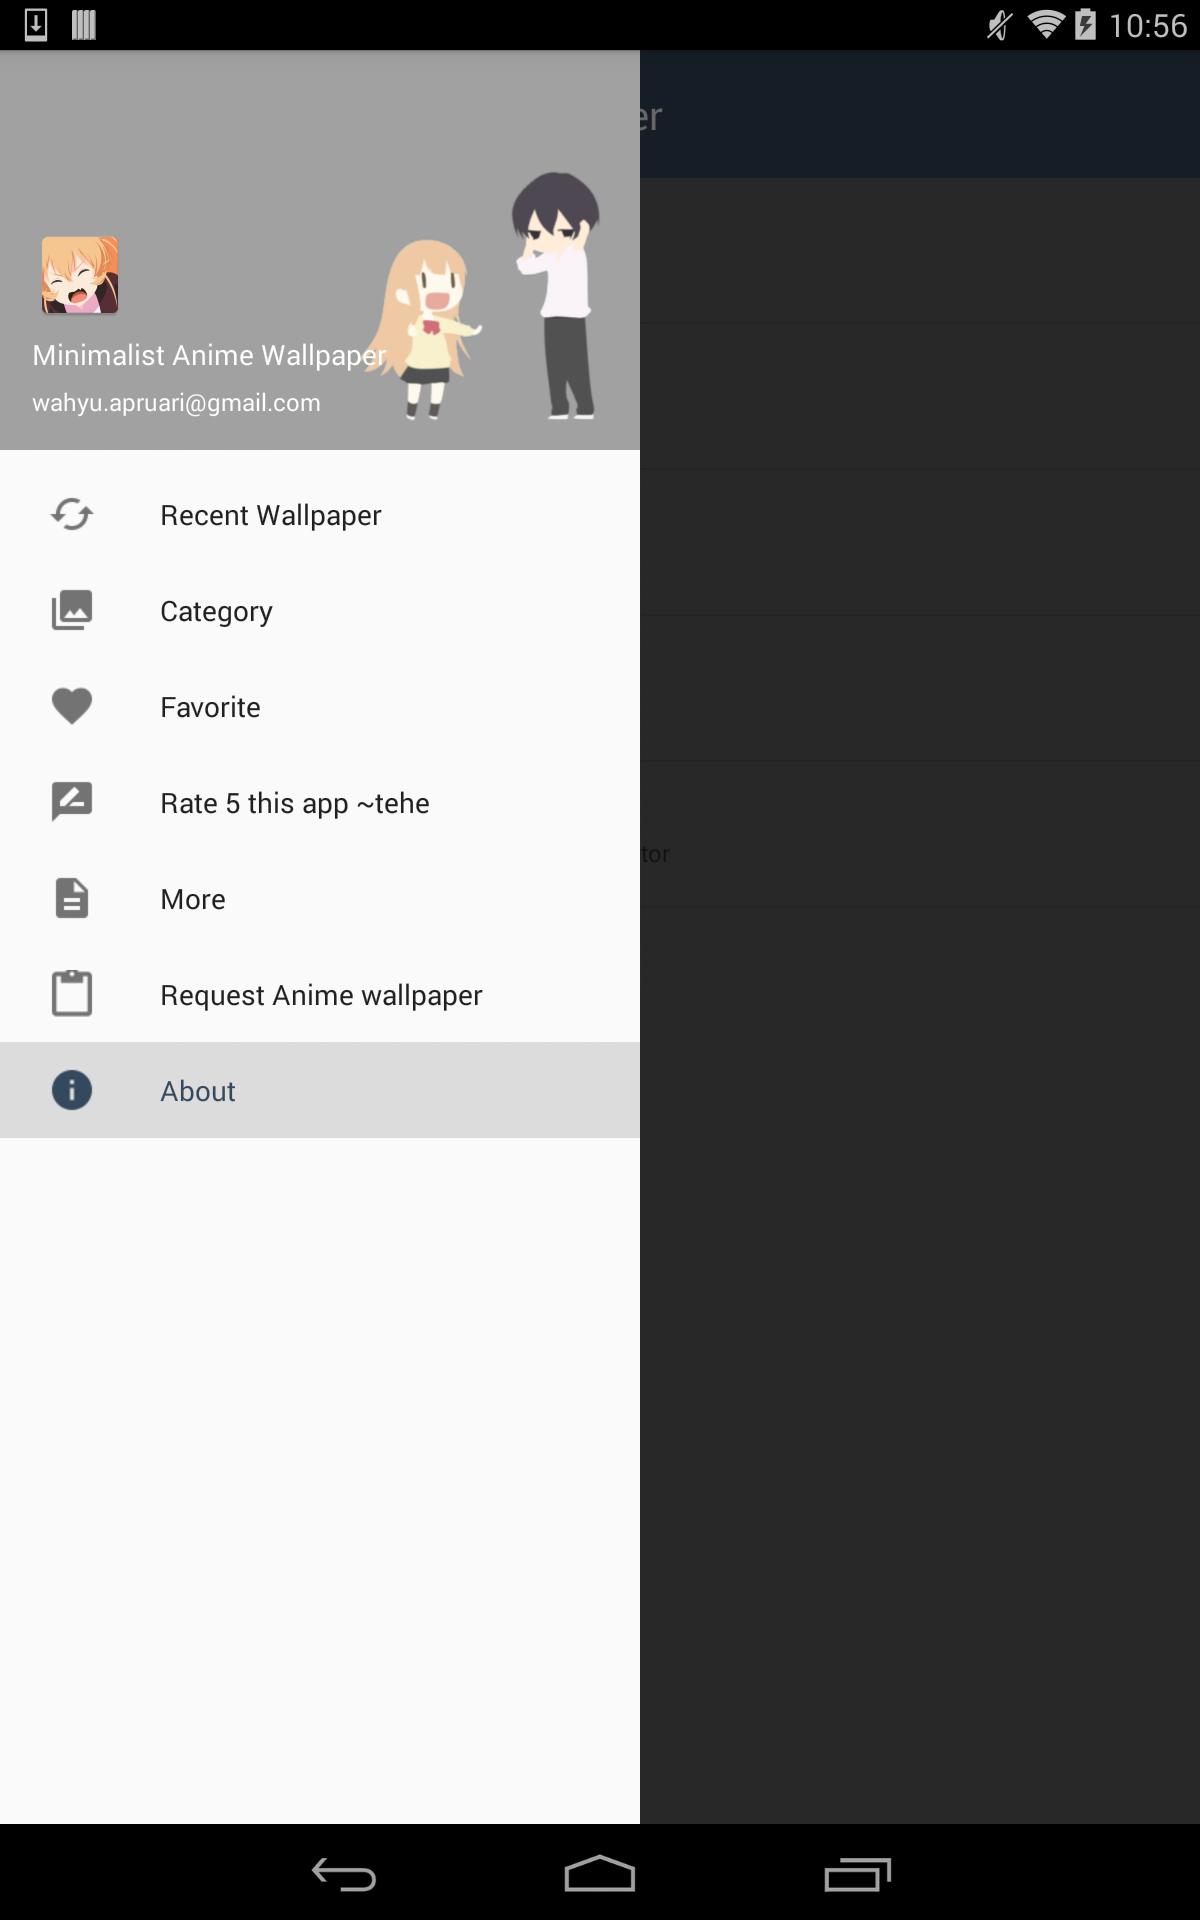 10:56
er
Minimalist Anime Wallpaper
wahyu.apruari@gmail.com
Recent Wallpaper
Category
Favorite
Rate 5 this app ~tehe
tor
More
Request Anime wallpaper
About